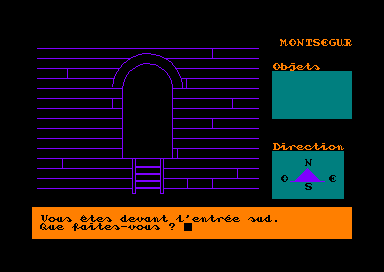 MONTSEGUR
Objets
Direction
N
O E
S
Vous êtes devant l'entrée sud.
Que faites-vous ?